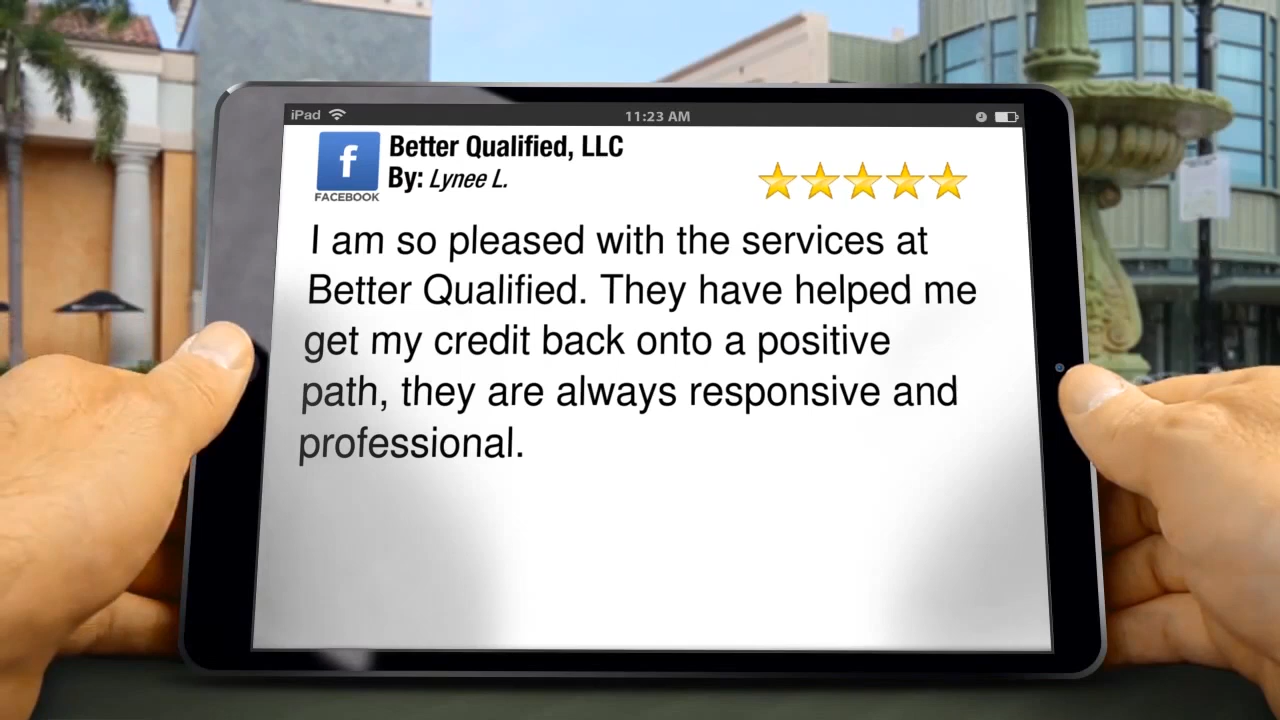 iPad 11:23 AM
f
FACEBOOK
Better Qualified, LLC
By: Lynee L.
I am so pleased with the services at
Better Qualified. They have helped me
get my credit back onto a positive
path, they are always responsive and
professional.